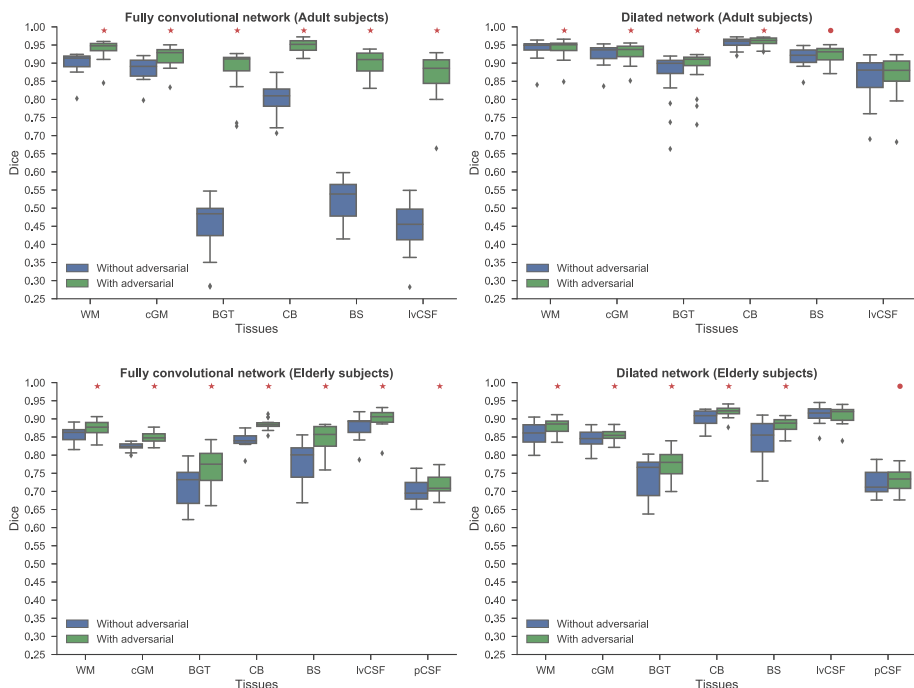 Fully convolutional network (Adult subjects)
1.00
0.95
0.90
0.85
0.80
0.75
0.70
0.65
0.60
0.55
0.50
0.45
0.40
0.35
0.30
0.25
Dice
Without adversarial
With adversarial
WM cGM BGT CB BS lvCSF
Tissues
Dilated network (Adult subjects)
1.00
0.95
0.90
0.85
0.80
0.75
0.70
0.65
0.60
0.55
0.50
0.45
0.40
0.35
0.30
0.25
Dice
Without adversarial
With adversarial
WM cGM BGT CB BS lvCSF
Tissues
Fully convolutional network (Elderly subjects)
1.00
0.95
0.90
0.85
0.80
0.75
0.70
0.65
0.60
0.55
0.50
0.45
0.40
0.35
0.30
0.25
Dice
Without adversarial
With adversarial
WM cGM BGT CB BS lvCSF pCSF
Tissues
Dilated network (Elderly subjects)
1.00
0.95
0.90
0.85
0.80
0.75
0.70
0.65
0.60
0.55
0.50
0.45
0.40
0.35
0.30
0.25
Dice
Without adversarial
With adversarial
WM cGM BGT CB BS lvCSF pCSF
Tissues